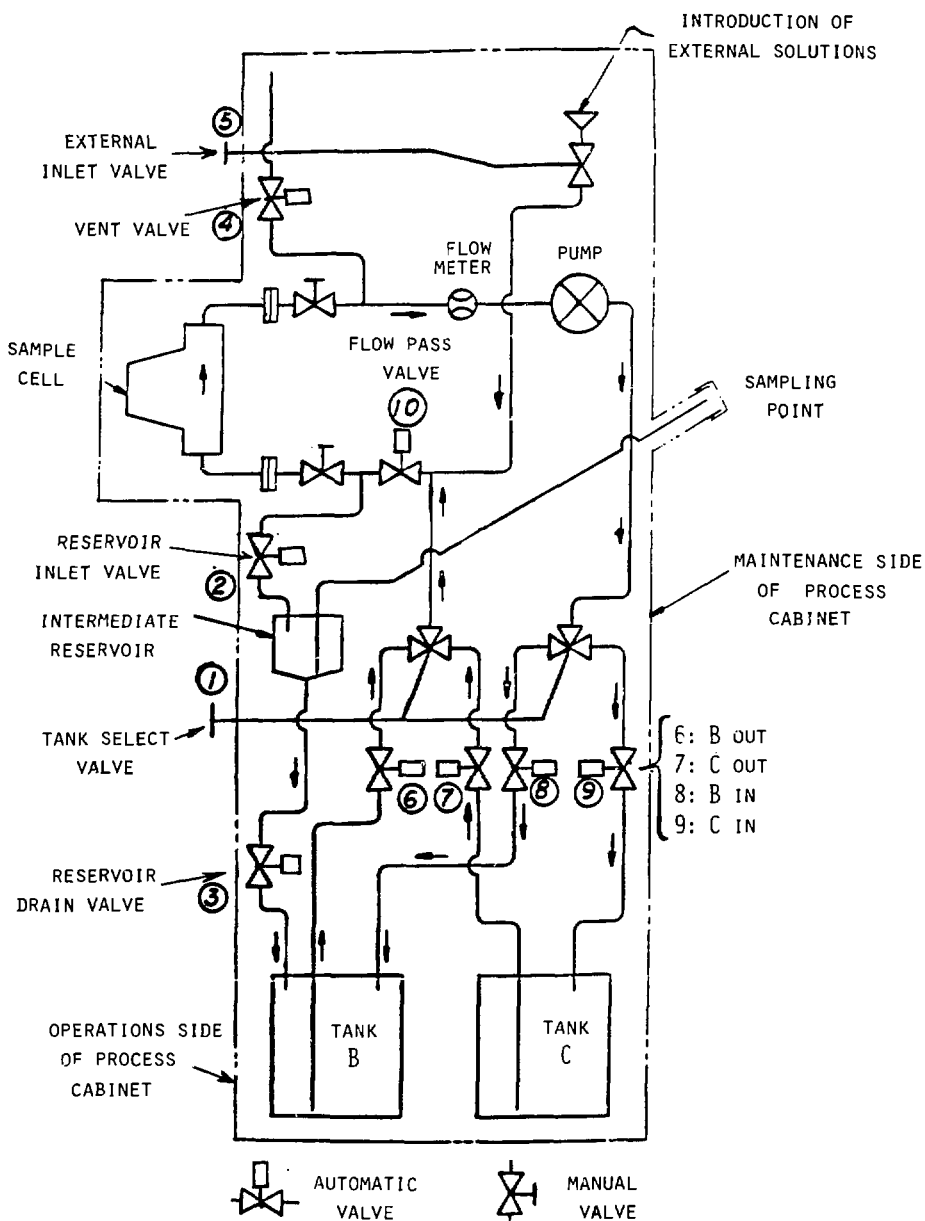 INTRODUCTION OF
EXTERNAL SOLUTIONS
5
EXTERNAL
INLET VALVE
VENT VALVE
4
FLOW
METER
PUMP
SAMPLE
CELL
FLOW PASS
VALVE
10
SAMPLING
POINT
RESERVOIR
INLET VALVE
2
INTERMEDIATE
RESERVOIR
MAINTENANCE SIDE
OF PROCESS
CABINET
1
TANK SELECT
VALVE
6
7
8
9
6: B OUT
7: C OUT
8: B IN
9: C IN
RESERVOIR
DRAIN VALVE
3
OPERATIONS SIDE
OF PROCESS
CABINET
TANK
B
TANK
C
AUTOMATIC
VALVE
MANUAL
VALVE